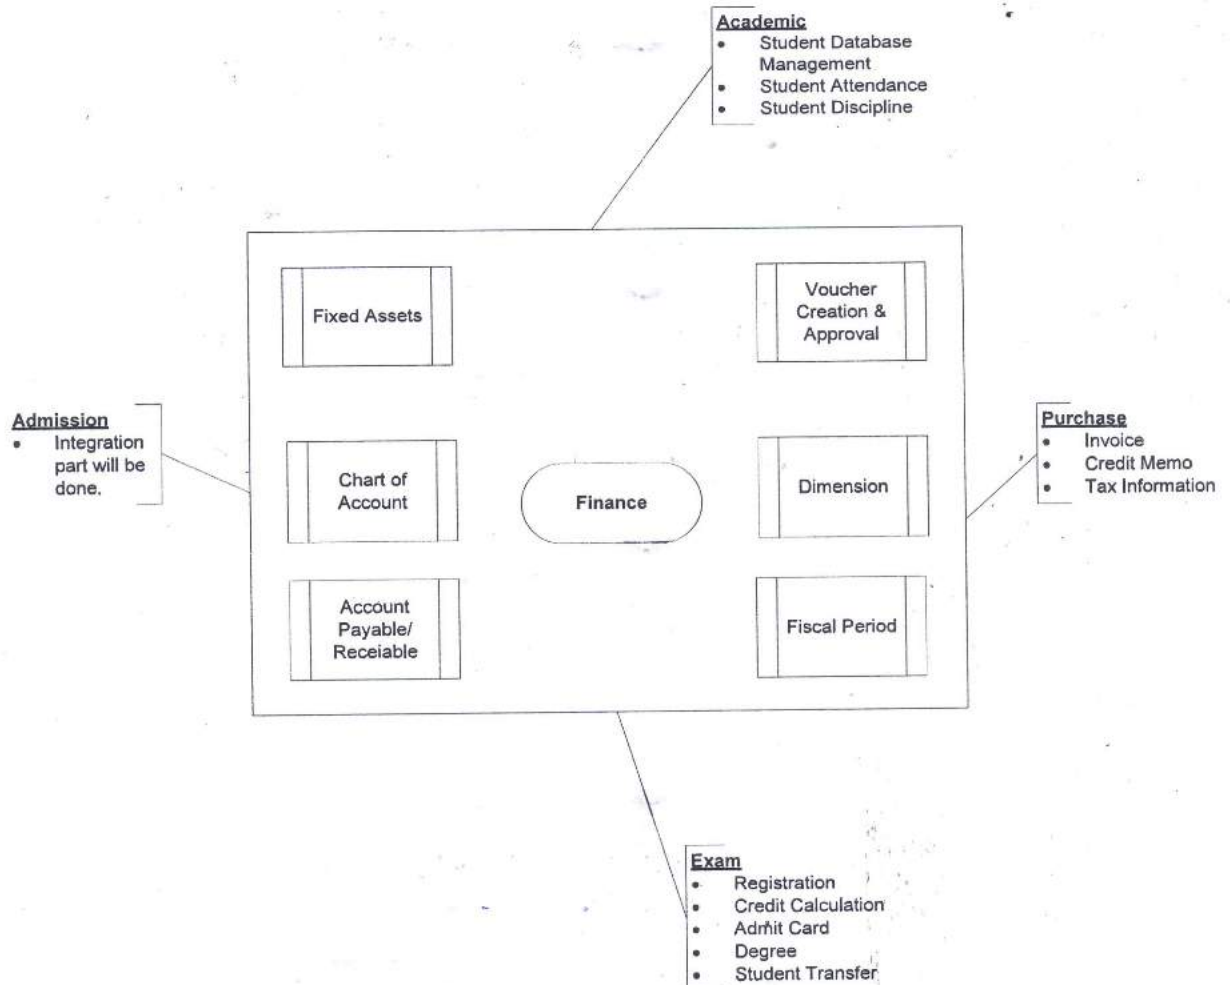 Academic
• Student Database
Management
• Student Attendance
• Student Discipline
Fixed Assets
Voucher
Creation &
Approval
Admission
• Integration
part will be
done.
Chart of
Account
Finance
Dimension
Purchase
• Invoice
• Credit Memo
• Tax Information
Account
Payable/
Receiable
Fiscal Period
Exam
• Registration
• Credit Calculation
• Admit Card
• Degree
• Student Transfer